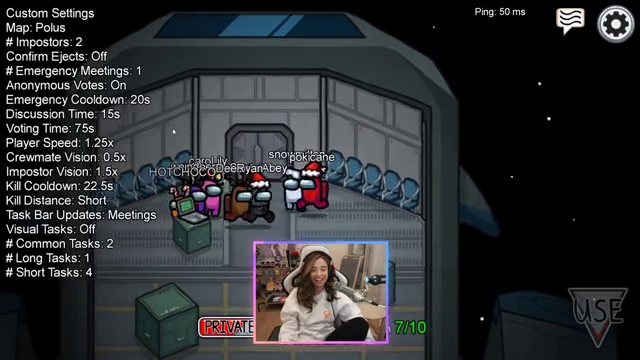 Custom Settings
Map: Polus
# Impostors: 2
Confirm Ejects: Off
# Emergency Meetings: 1
Anonymous Votes: On
Emergency Cooldown: 20s
Discussion Time: 15s
Voting Time: 75s
Player Speed: 1.25x
Crewmate Vision: 0.5x
Impostor Vision: 1.5x
Kill Cooldown: 22.5s
Kill Distance: Short
Task Bar Updates: Meetings
Visual Tasks: Off
# Common Tasks: 2
# Long Tasks: 1
# Short Tasks: 4
Ping: 50 ms
pokicane
caroLily
RyanAbey
HOTCHOCO
PRIVATE
7/10
USE